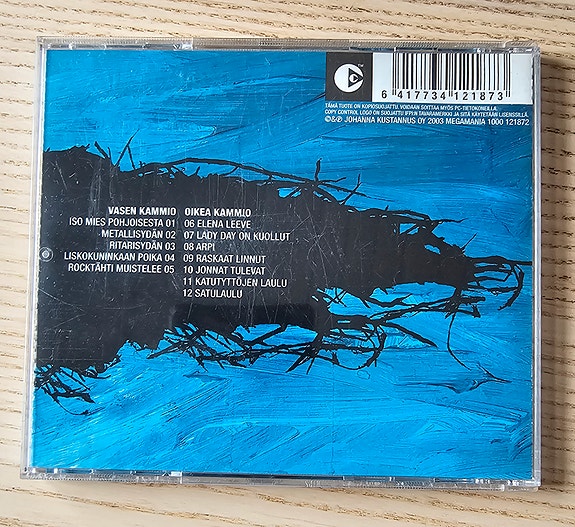 6 417734 121873
TÄMÄ TUOTE ON KOPIOSUOJATTU. VOIDAAN SOITTAA MYÖS PC-TIETOKONEILLA.
COPY CONTROL LOGO ON SUOJATTU IFPI:N TAVARAMERKKI JA SITÄ KÄYTETÄÄN LISENSSILLÄ.
©&℗ JOHANNA KUSTANNUS OY 2003 MEGAMANIA 1000 121872
VASEN KAMMIO
ISO MIES POHJOISESTA 01
METALLISYDÄN 02
RITARISYDÄN 03
LISKOKUNINKAAN POIKA 04
ROCKTÄHTI MUISTELEE 05
OIKEA KAMMIO
06 ELENA LEEVE
07 LADY DAY ON KUOLLUT
08 ARPI
09 RASKAAT LINNUT
10 JONNAT TULEVAT
11 KATUTYTTÖJEN LAULU
12 SATULAULU